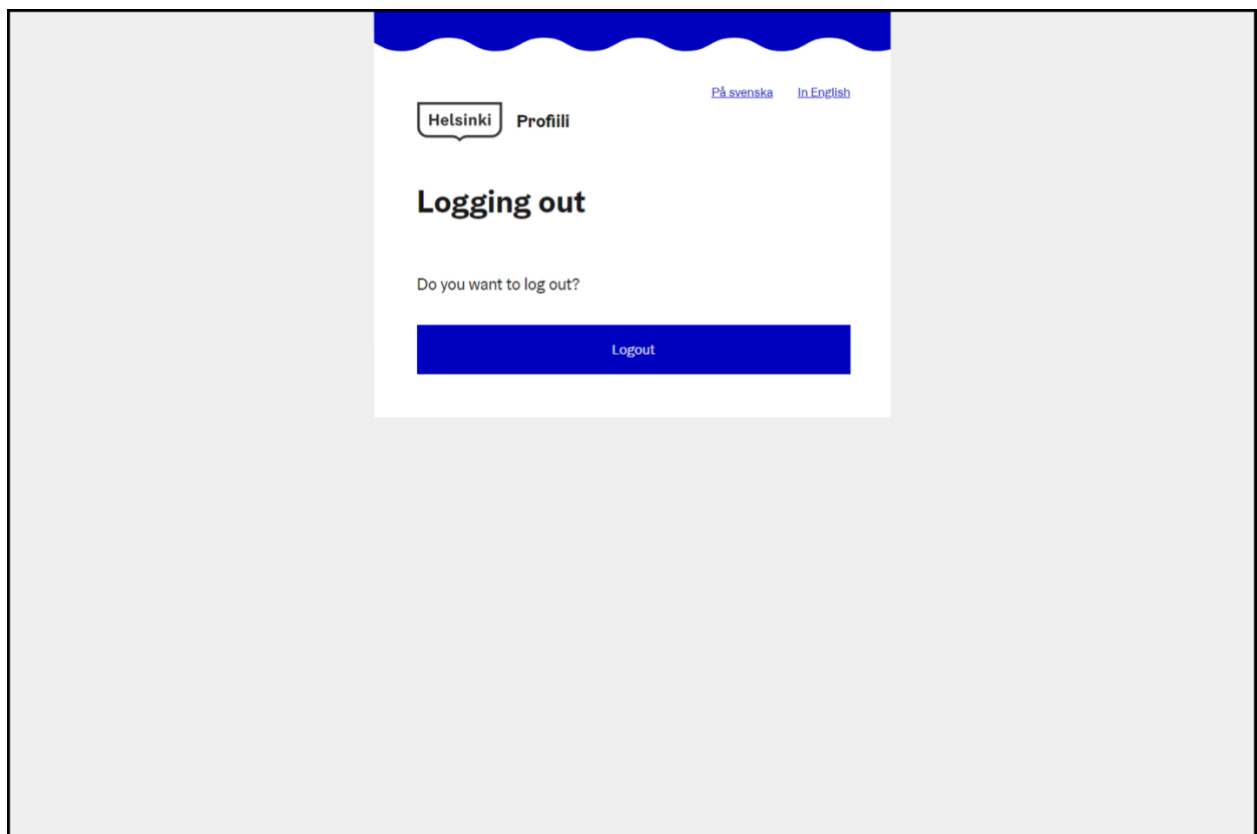 På svenska In English
Helsinki Profiili
Logging out
Do you want to log out?
Logout